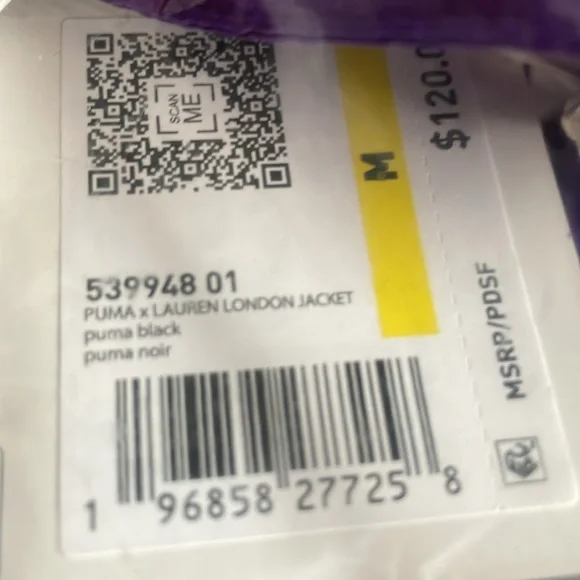 SCAN
ME
M
$120.0
539948 01
PUMA x LAUREN LONDON JACKET
puma black
puma noir
MSRP/PDSF
1 96858 27725 8